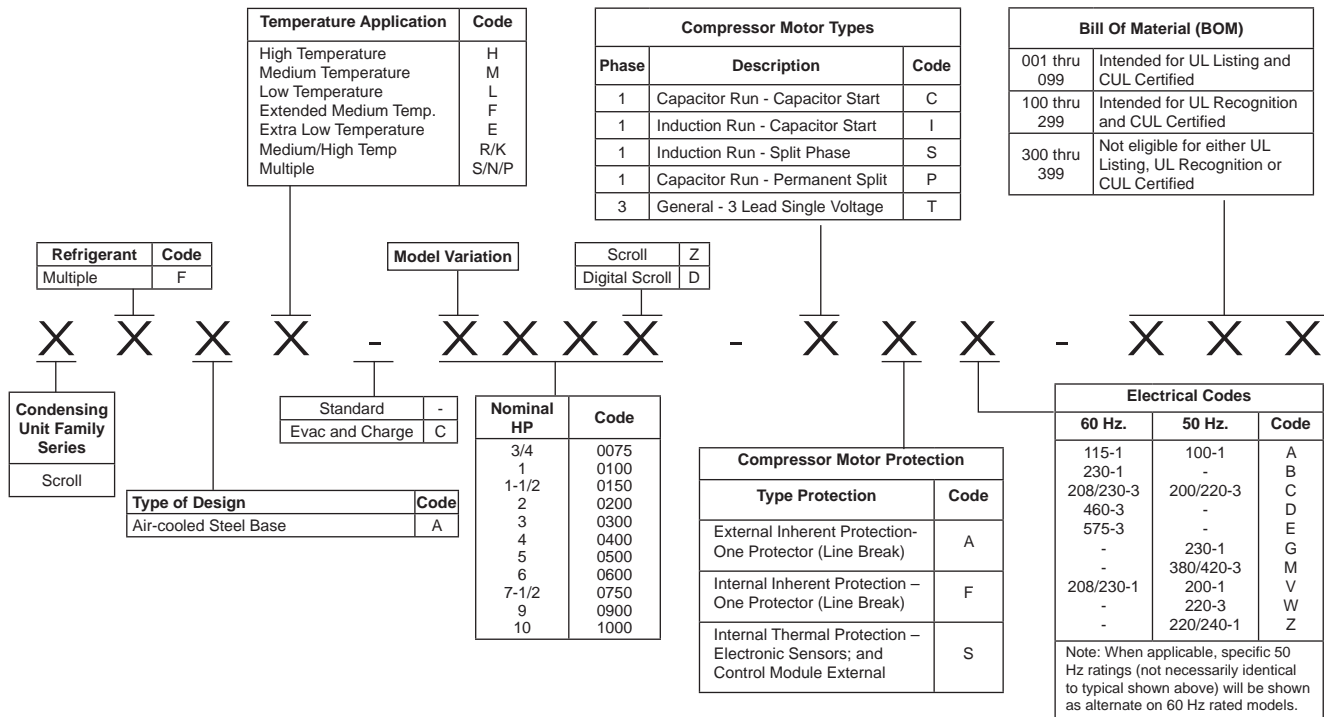 Temperature Application Code
High Temperature H
Medium Temperature M
Low Temperature L
Extended Medium Temp. F
Extra Low Temperature E
Medium/High Temp R/K
Multiple S/N/P
Compressor Motor Types
Phase Description Code
1 Capacitor Run - Capacitor Start C
1 Induction Run - Capacitor Start I
1 Induction Run - Split Phase S
1 Capacitor Run - Permanent Split P
3 General - 3 Lead Single Voltage T
Bill Of Material (BOM)
001 thru
099
Intended for UL Listing and
CUL Certified
100 thru
299
Intended for UL Recognition
and CUL Certified
300 thru
399
Not eligible for either UL
Listing, UL Recognition or
CUL Certified
Refrigerant Code
Multiple F
Model Variation
Scroll Z
Digital Scroll D
X X X X - X X X X - X X X - X X X
Condensing
Unit Family
Series
Scroll
Type of Design Code
Air-cooled Steel Base A
Standard -
Evac and Charge C
Nominal
HP
Code
3/4 0075
1 0100
1-1/2 0150
2 0200
3 0300
4 0400
5 0500
6 0600
7-1/2 0750
9 0900
10 1000
Compressor Motor Protection
Type Protection Code
External Inherent Protection-
One Protector (Line Break)
A
Internal Inherent Protection –
One Protector (Line Break)
F
Internal Thermal Protection –
Electronic Sensors; and
Control Module External
S
Electrical Codes
60 Hz. 50 Hz. Code
115-1 100-1 A
230-1 - B
208/230-3 200/220-3 C
460-3 - D
575-3 - E
- 230-1 G
- 380/420-3 M
208/230-1 200-1 V
- 220-3 W
- 220/240-1 Z
Note: When applicable, specific 50
Hz ratings (not necessarily identical
to typical shown above) will be shown
as alternate on 60 Hz rated models.